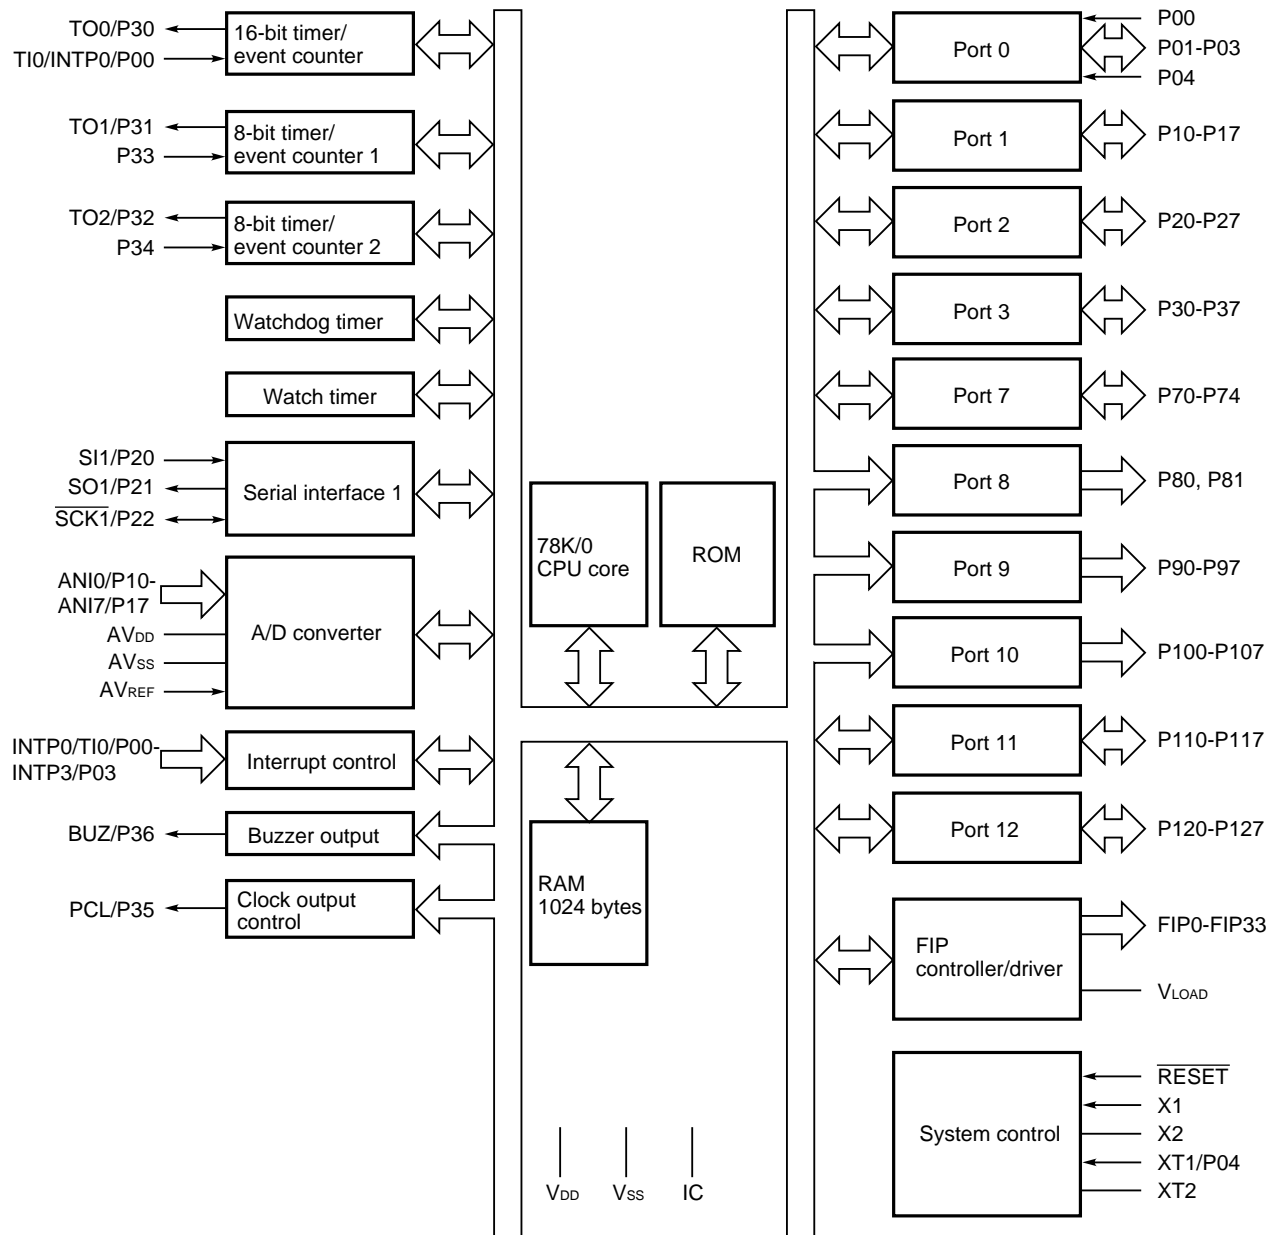 TO0/P30
TI0/INTP0/P00
16-bit timer/
event counter
TO1/P31
P33
8-bit timer/
event counter 1
TO2/P32
P34
8-bit timer/
event counter 2
Watchdog timer
Watch timer
SI1/P20
SO1/P21
SCK1/P22
Serial interface 1
ANI0/P10-
ANI7/P17
AVDD
AVSS
AVREF
A/D converter
INTP0/TI0/P00-
INTP3/P03
Interrupt control
BUZ/P36
Buzzer output
PCL/P35
Clock output
control
78K/0
CPU core
ROM
RAM
1024 bytes
VDD
VSS
IC
Port 0
P00
P01-P03
P04
Port 1
P10-P17
Port 2
P20-P27
Port 3
P30-P37
Port 7
P70-P74
Port 8
P80, P81
Port 9
P90-P97
Port 10
P100-P107
Port 11
P110-P117
Port 12
P120-P127
FIP
controller/driver
FIP0-FIP33
VLOAD
System control
RESET
X1
X2
XT1/P04
XT2